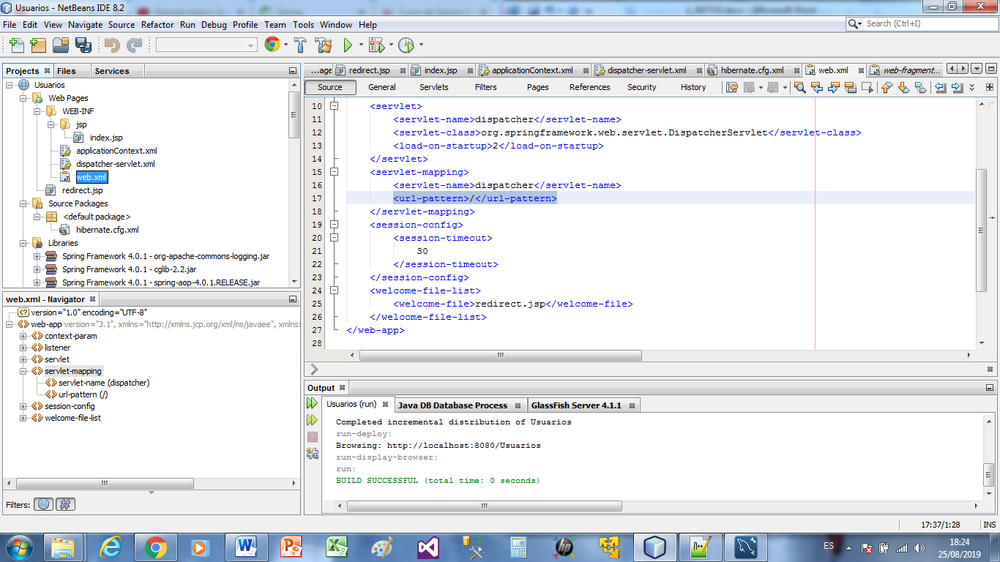 Usuarios - NetBeans IDE 8.2
File Edit View Navigate Source Refactor Run Debug Profile Team Tools Window Help
Search (Ctrl+I)
Projects Files Services
Usuarios
Web Pages
WEB-INF
jsp
index.jsp
applicationContext.xml
dispatcher-servlet.xml
web.xml
redirect.jsp
Source Packages
<default package>
hibernate.cfg.xml
Libraries
Spring Framework 4.0.1 - org-apache-commons-logging.jar
Spring Framework 4.0.1 - cglib-2.2.jar
Spring Framework 4.0.1 - spring-aop-4.0.1.RELEASE.jar
web.xml - Navigator
version="1.0" encoding="UTF-8"
web-app version="3.1", xmlns="http://xmlns.jcp.org/xml/ns/javaee", xmlns:
context-param
listener
servlet
servlet-mapping
servlet-name (dispatcher)
url-pattern (/)
session-config
welcome-file-list
Filters:
...age redirect.jsp index.jsp applicationContext.xml dispatcher-servlet.xml hibernate.cfg.xml web.xml web-fragment...
Source General Servlets Filters Pages References Security History
10 <servlet>
11 <servlet-name>dispatcher</servlet-name>
12 <servlet-class>org.springframework.web.servlet.DispatcherServlet</servlet-class>
13 <load-on-startup>2</load-on-startup>
14 </servlet>
15 <servlet-mapping>
16 <servlet-name>dispatcher</servlet-name>
17 <url-pattern>/</url-pattern>
18 </servlet-mapping>
19 <session-config>
20 <session-timeout>
21 30
22 </session-timeout>
23 </session-config>
24 <welcome-file-list>
25 <welcome-file>redirect.jsp</welcome-file>
26 </welcome-file-list>
27 </web-app>
28
Output
Usuarios (run) Java DB Database Process GlassFish Server 4.1.1
Completed incremental distribution of Usuarios
run-deploy:
Browsing: http://localhost:8080/Usuarios
run-display-browser:
run:
BUILD SUCCESSFUL (total time: 0 seconds)
17:37/1:28 INS
ES
18:24
25/08/2019